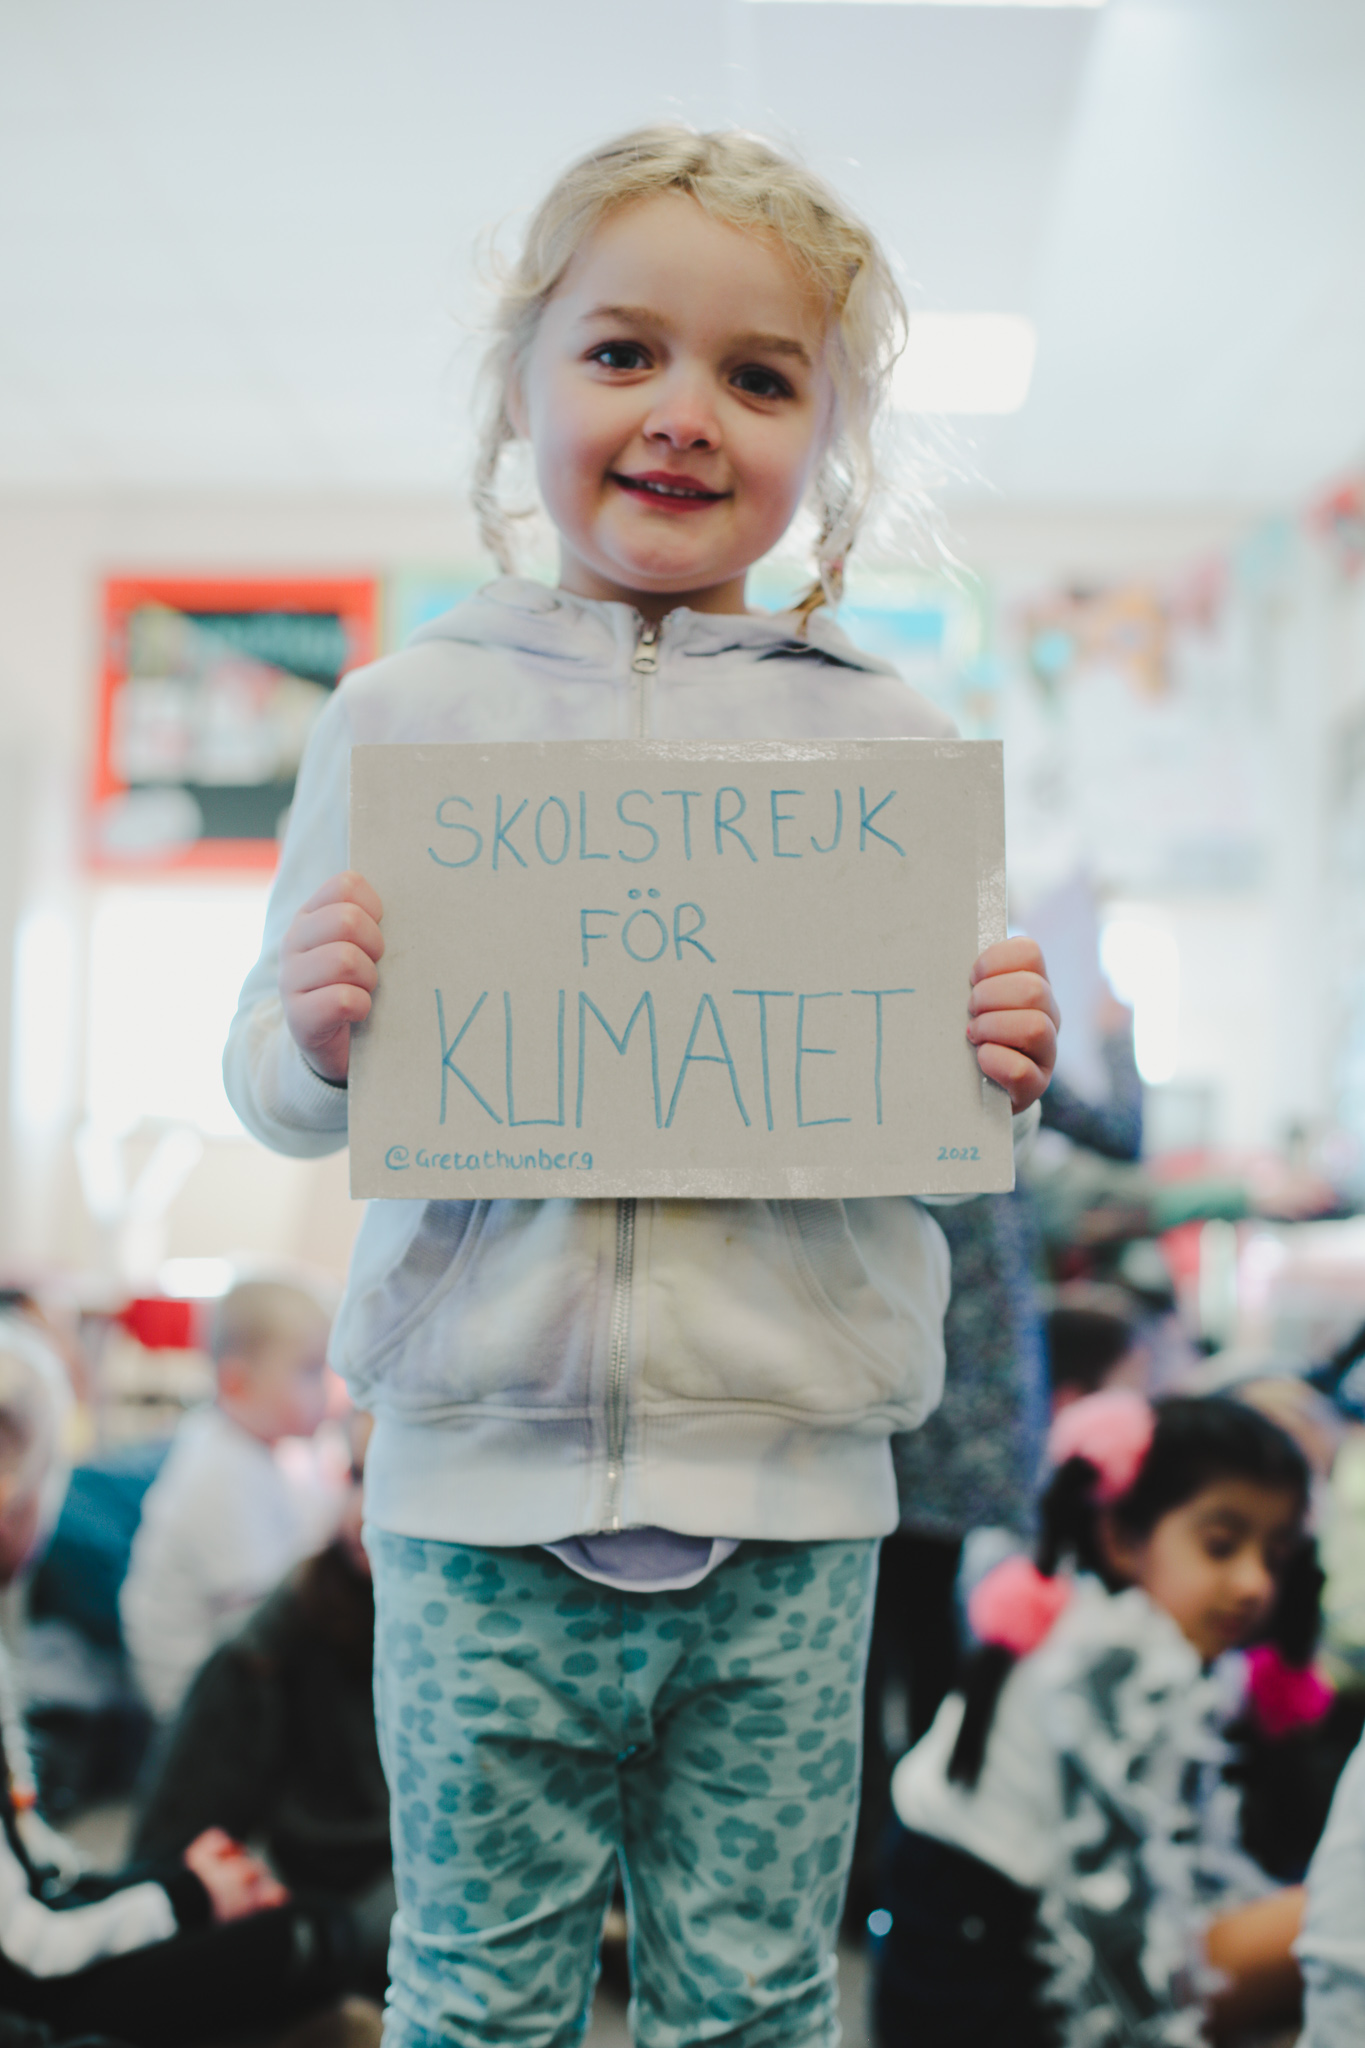 SKOLSTREJK
FÖR
KLIMATET
@Gretathunberg 2022